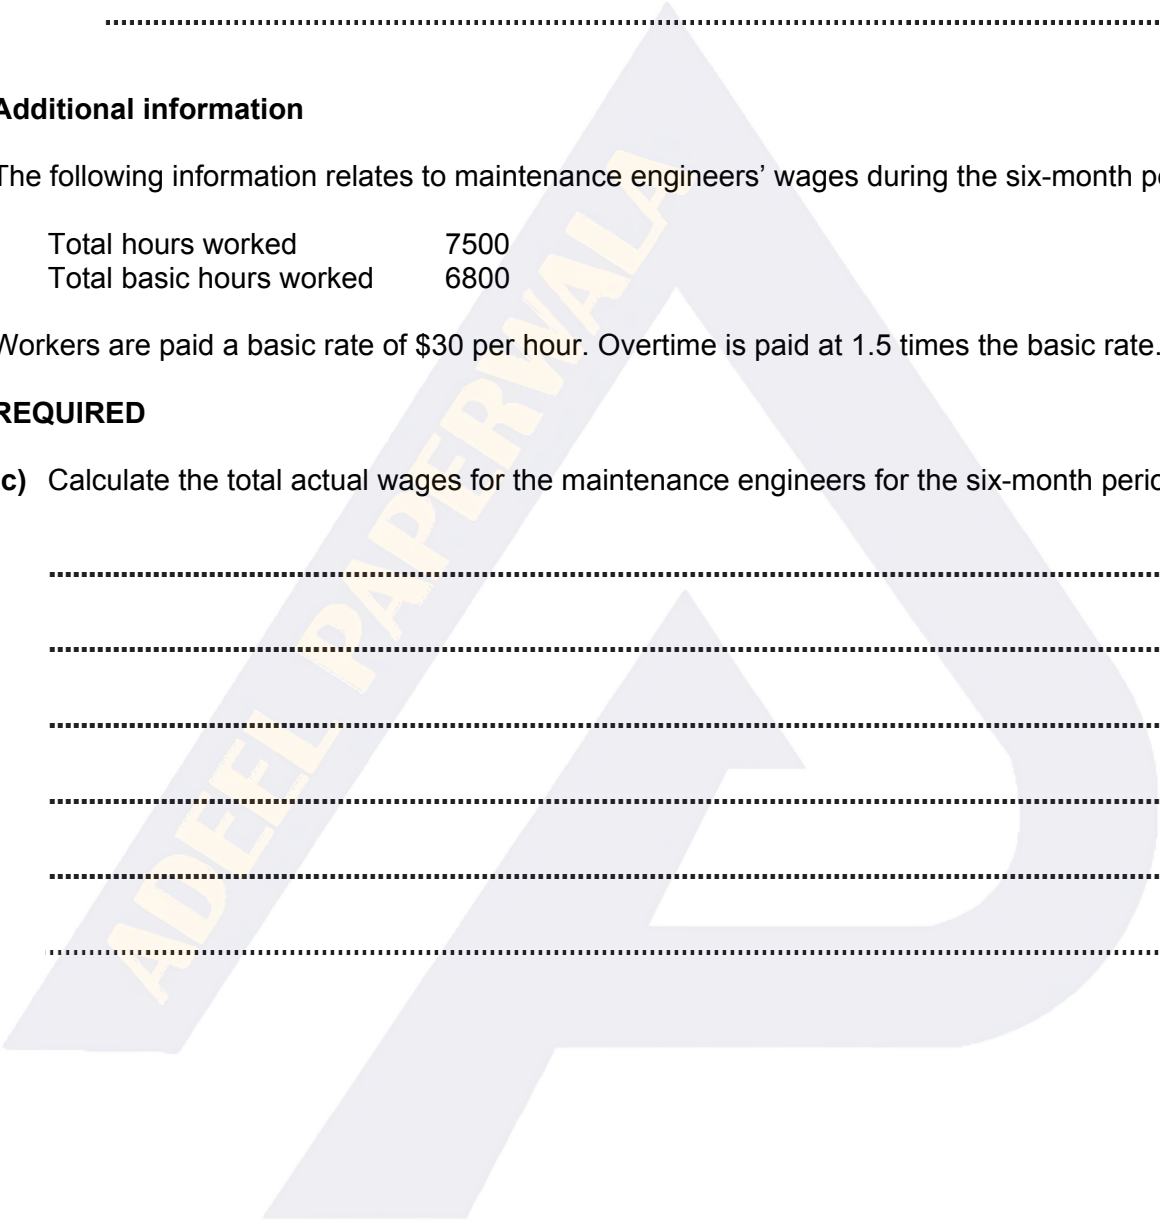 Additional information
The following information relates to maintenance engineers' wages during the six-month
Total hours worked 7500
Total basic hours worked 6800
Workers are paid a basic rate of $30 per hour. Overtime is paid at 1.5 times the basic rate.
REQUIRED
c) Calculate the total actual wages for the maintenance engineers for the six-month
ADEEL PAPERWALA